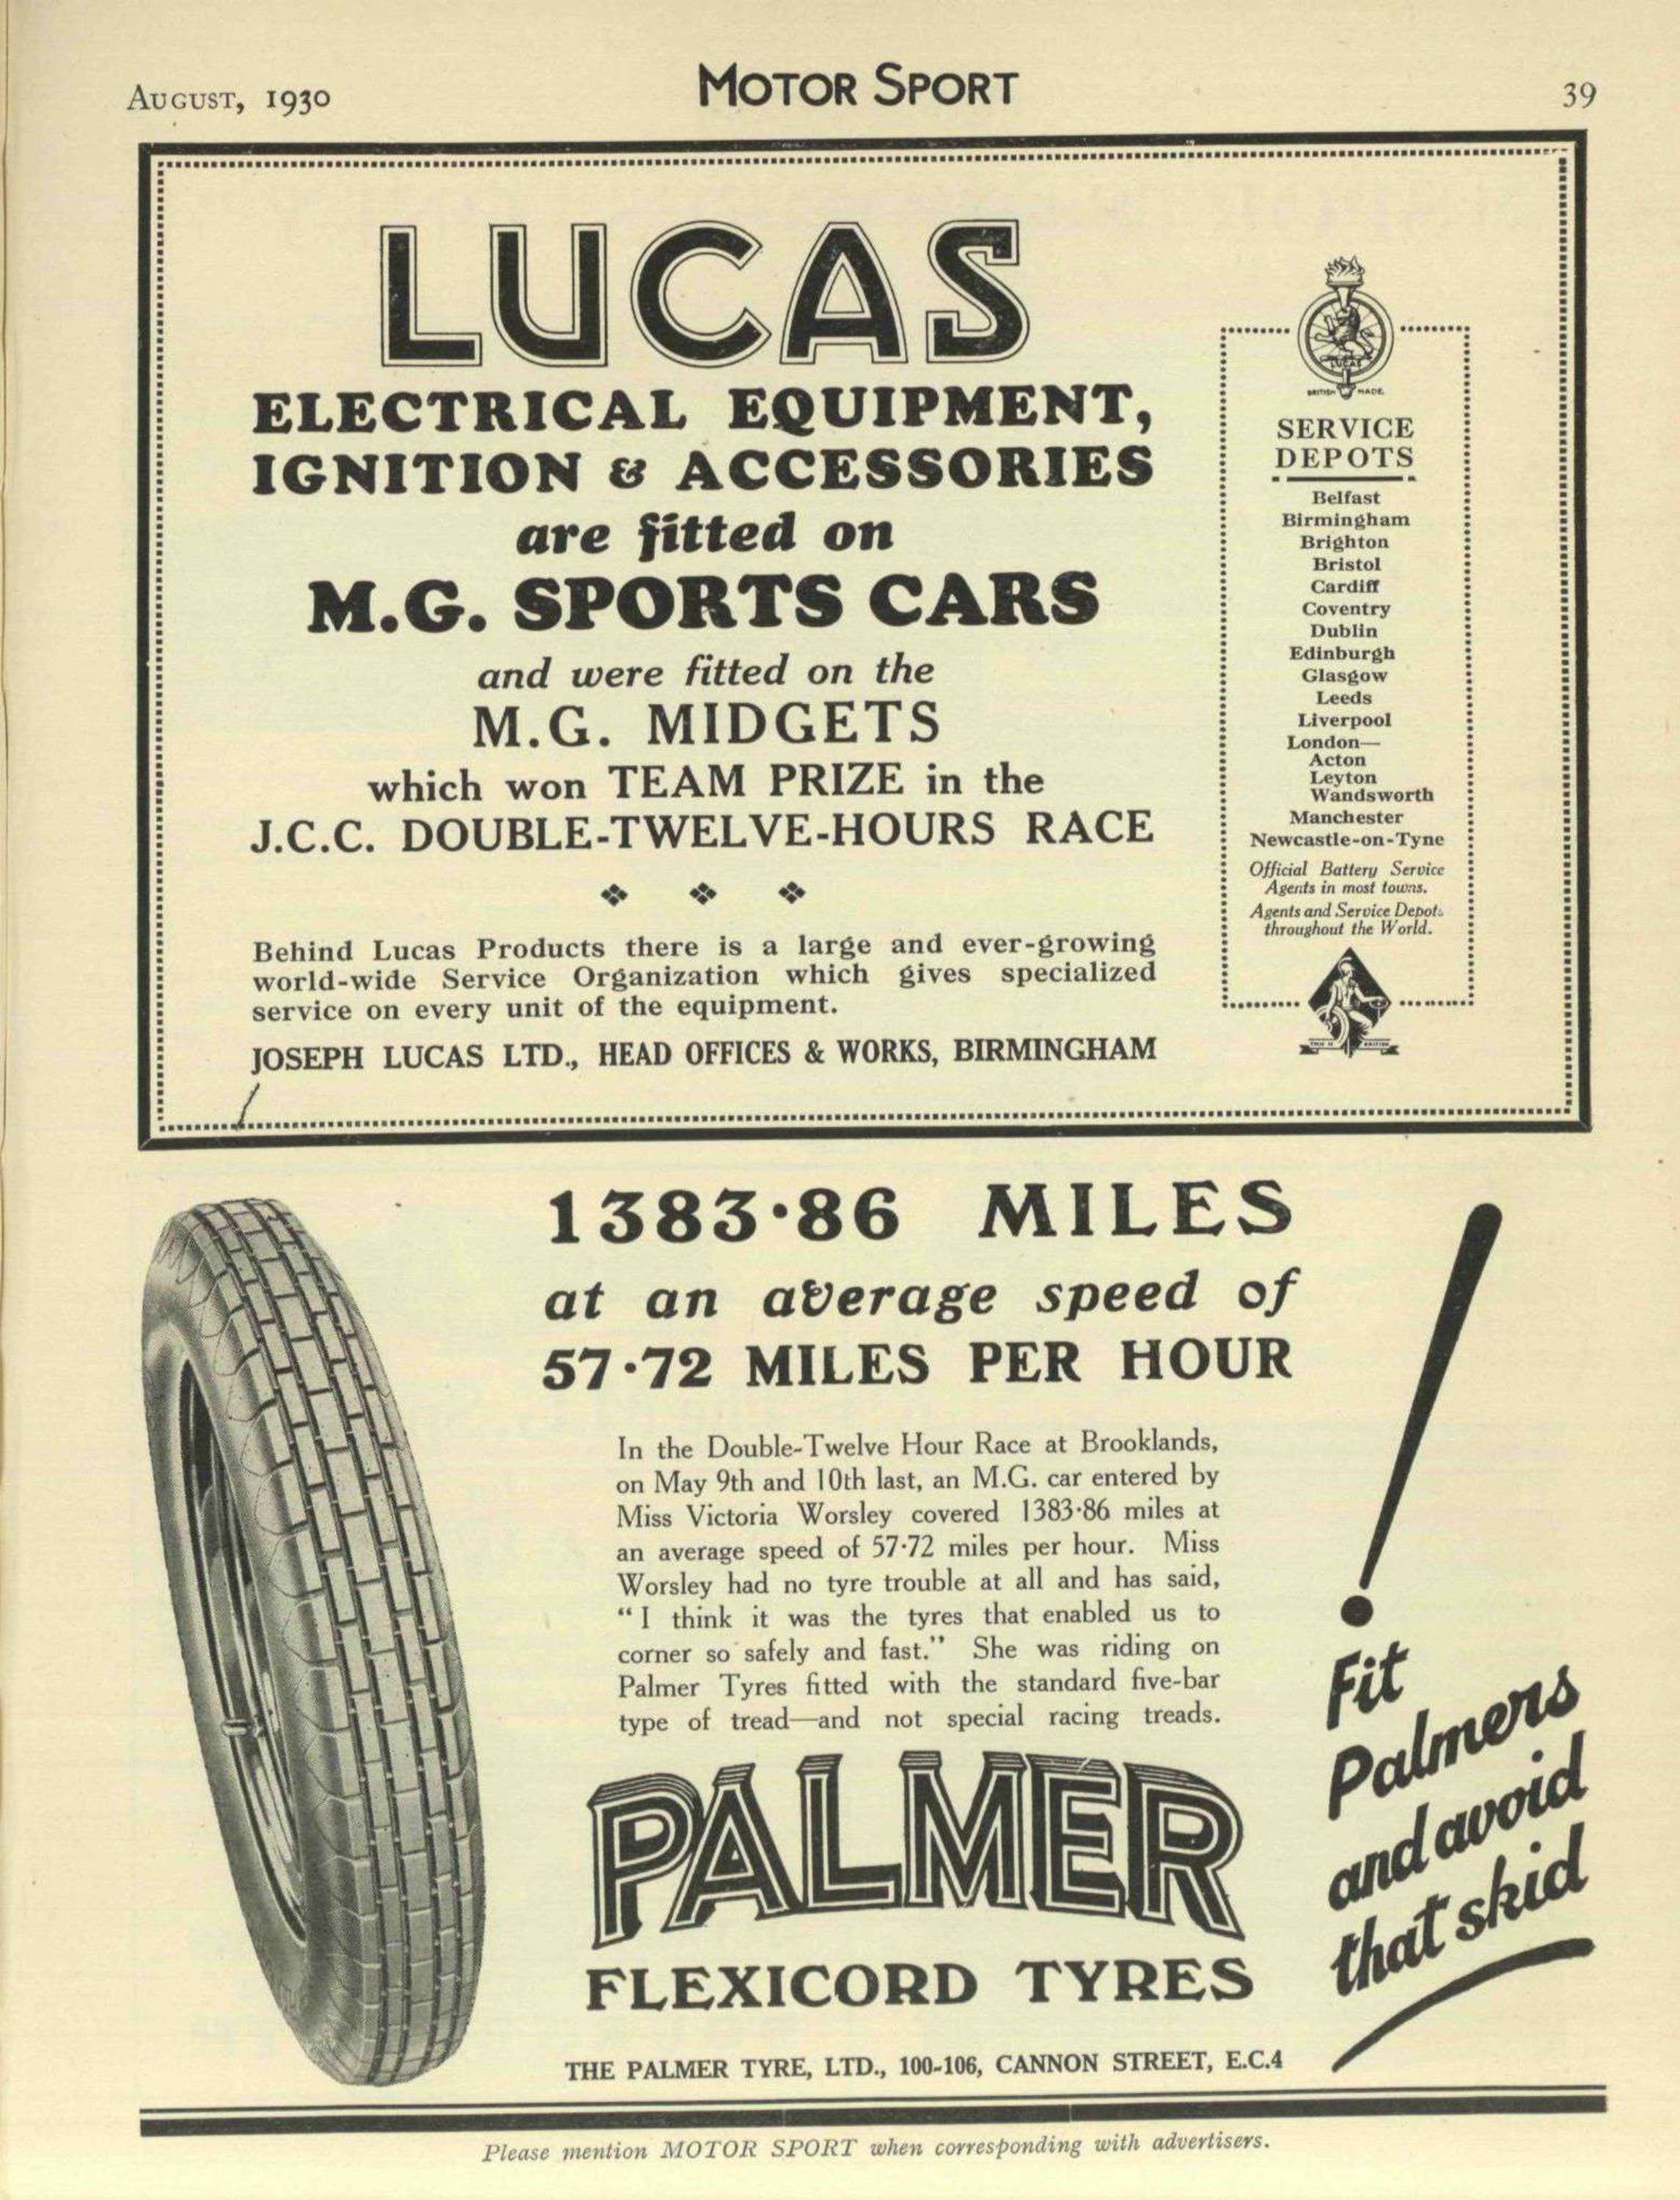 AUGUST, 1930
MOTOR SPORT
39
LUCAS
ELECTRICAL EQUIPMENT,
IGNITION & ACCESSORIES
are fitted on
M.G. SPORTS CARS
and were fitted on the
M.G. MIDGETS
which won TEAM PRIZE in the
J.C.C. DOUBLE-TWELVE-HOURS RACE
Behind Lucas Products there is a large and ever-growing
world-wide Service Organization which gives specialized
service on every unit of the equipment.
JOSEPH LUCAS LTD., HEAD OFFICES & WORKS, BIRMINGHAM
LUCAS
BRITISH MADE
SERVICE
DEPOTS
Belfast
Birmingham
Brighton
Bristol
Cardiff
Coventry
Dublin
Edinburgh
Glasgow
Leeds
Liverpool
London—
Acton
Leyton
Wandsworth
Manchester
Newcastle-on-Tyne
Official Battery Service
Agents in most towns.
Agents and Service Depots
throughout the World.
1383·86 MILES
at an average speed of
57·72 MILES PER HOUR
In the Double-Twelve Hour Race at Brooklands,
on May 9th and 10th last, an M.G. car entered by
Miss Victoria Worsley covered 1383·86 miles at
an average speed of 57·72 miles per hour. Miss
Worsley had no tyre trouble at all and has said,
"I think it was the tyres that enabled us to
corner so safely and fast." She was riding on
Palmer Tyres fitted with the standard five-bar
type of tread—and not special racing treads.
!
Fit
Palmers
and avoid
that skid
PALMER
FLEXICORD TYRES
THE PALMER TYRE, LTD., 100-106, CANNON STREET, E.C.4
Please mention MOTOR SPORT when corresponding with advertisers.